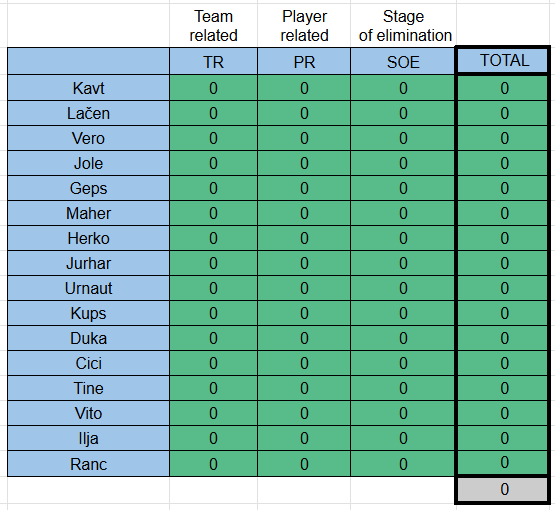 Team Player Stage
related related of elimination
TR PR SOE TOTAL
Kavt 0 0 0 0
Lačen 0 0 0 0
Vero 0 0 0 0
Jole 0 0 0 0
Geps 0 0 0 0
Maher 0 0 0 0
Herko 0 0 0 0
Jurhar 0 0 0 0
Urnaut 0 0 0 0
Kups 0 0 0 0
Duka 0 0 0 0
Cici 0 0 0 0
Tine 0 0 0 0
Vito 0 0 0 0
Ilja 0 0 0 0
Ranc 0 0 0 0
0